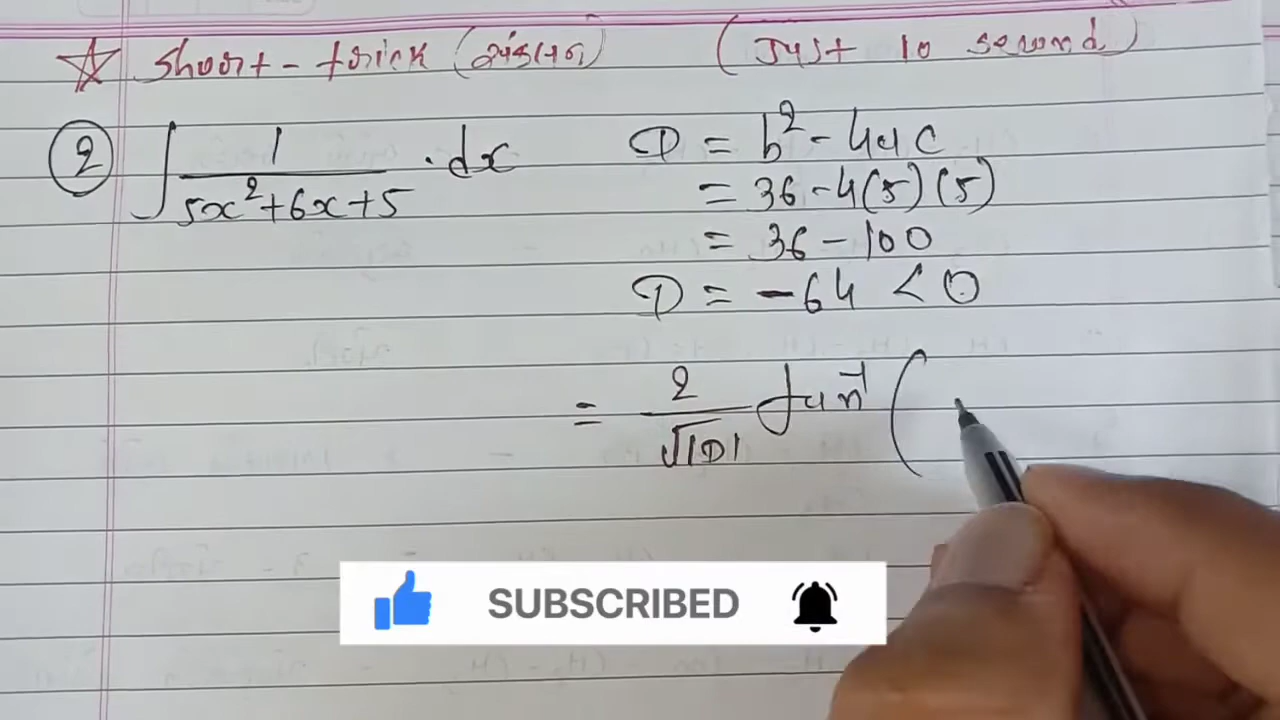 ☆ Short-trick ( ) (Just 10 second)
② ∫ 1/(5x²+6x+5) .dx
D = b² - 4ac
= 36 - 4(5)(5)
= 36 - 100
D = -64 < 0
= 2/√|D| tan⁻¹ (
SUBSCRIBED